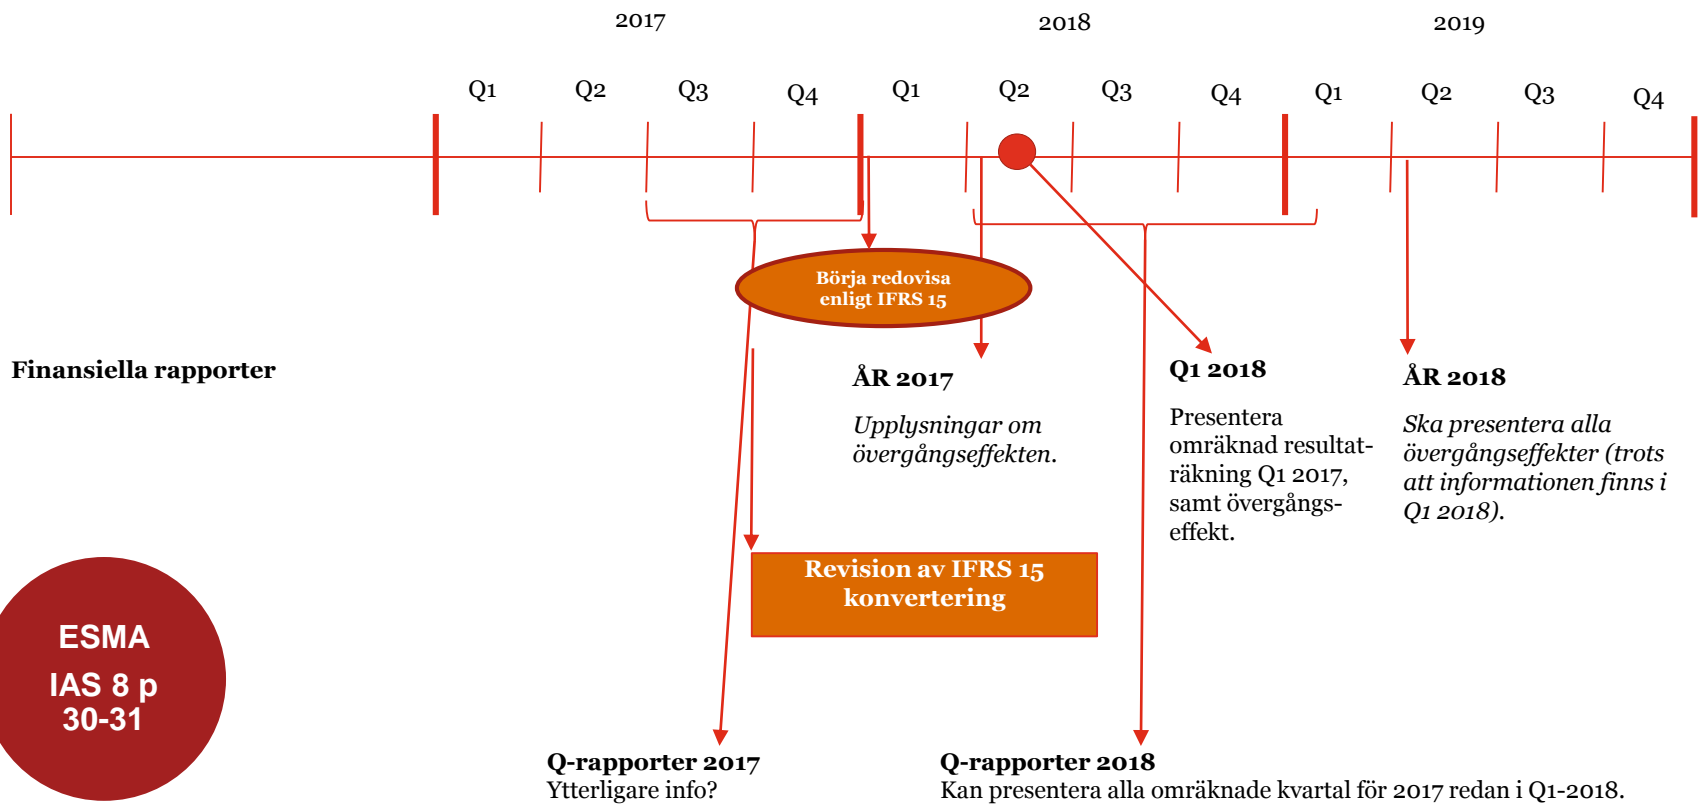 2017
2018
2019
Q1
Q2
Q3
Q4
Q1
Q2
Q3
Q4
Q1
Q2
Q3
Q4
Börja redovisa
enligt IFRS 15
Finansiella rapporter
ÅR 2017
Upplysningar om
övergångseffekten.
Q1 2018
Presentera
omräknad resultat-
räkning Q1 2017,
samt övergångs-
effekt.
ÅR 2018
Ska presentera alla
övergångseffekter (trots
att informationen finns i
Q1 2018).
Revision av IFRS 15
konvertering
ESMA
IAS 8 p
30-31
Q-rapporter 2017
Ytterligare info?
Q-rapporter 2018
Kan presentera alla omräknade kvartal för 2017 redan i Q1-2018.